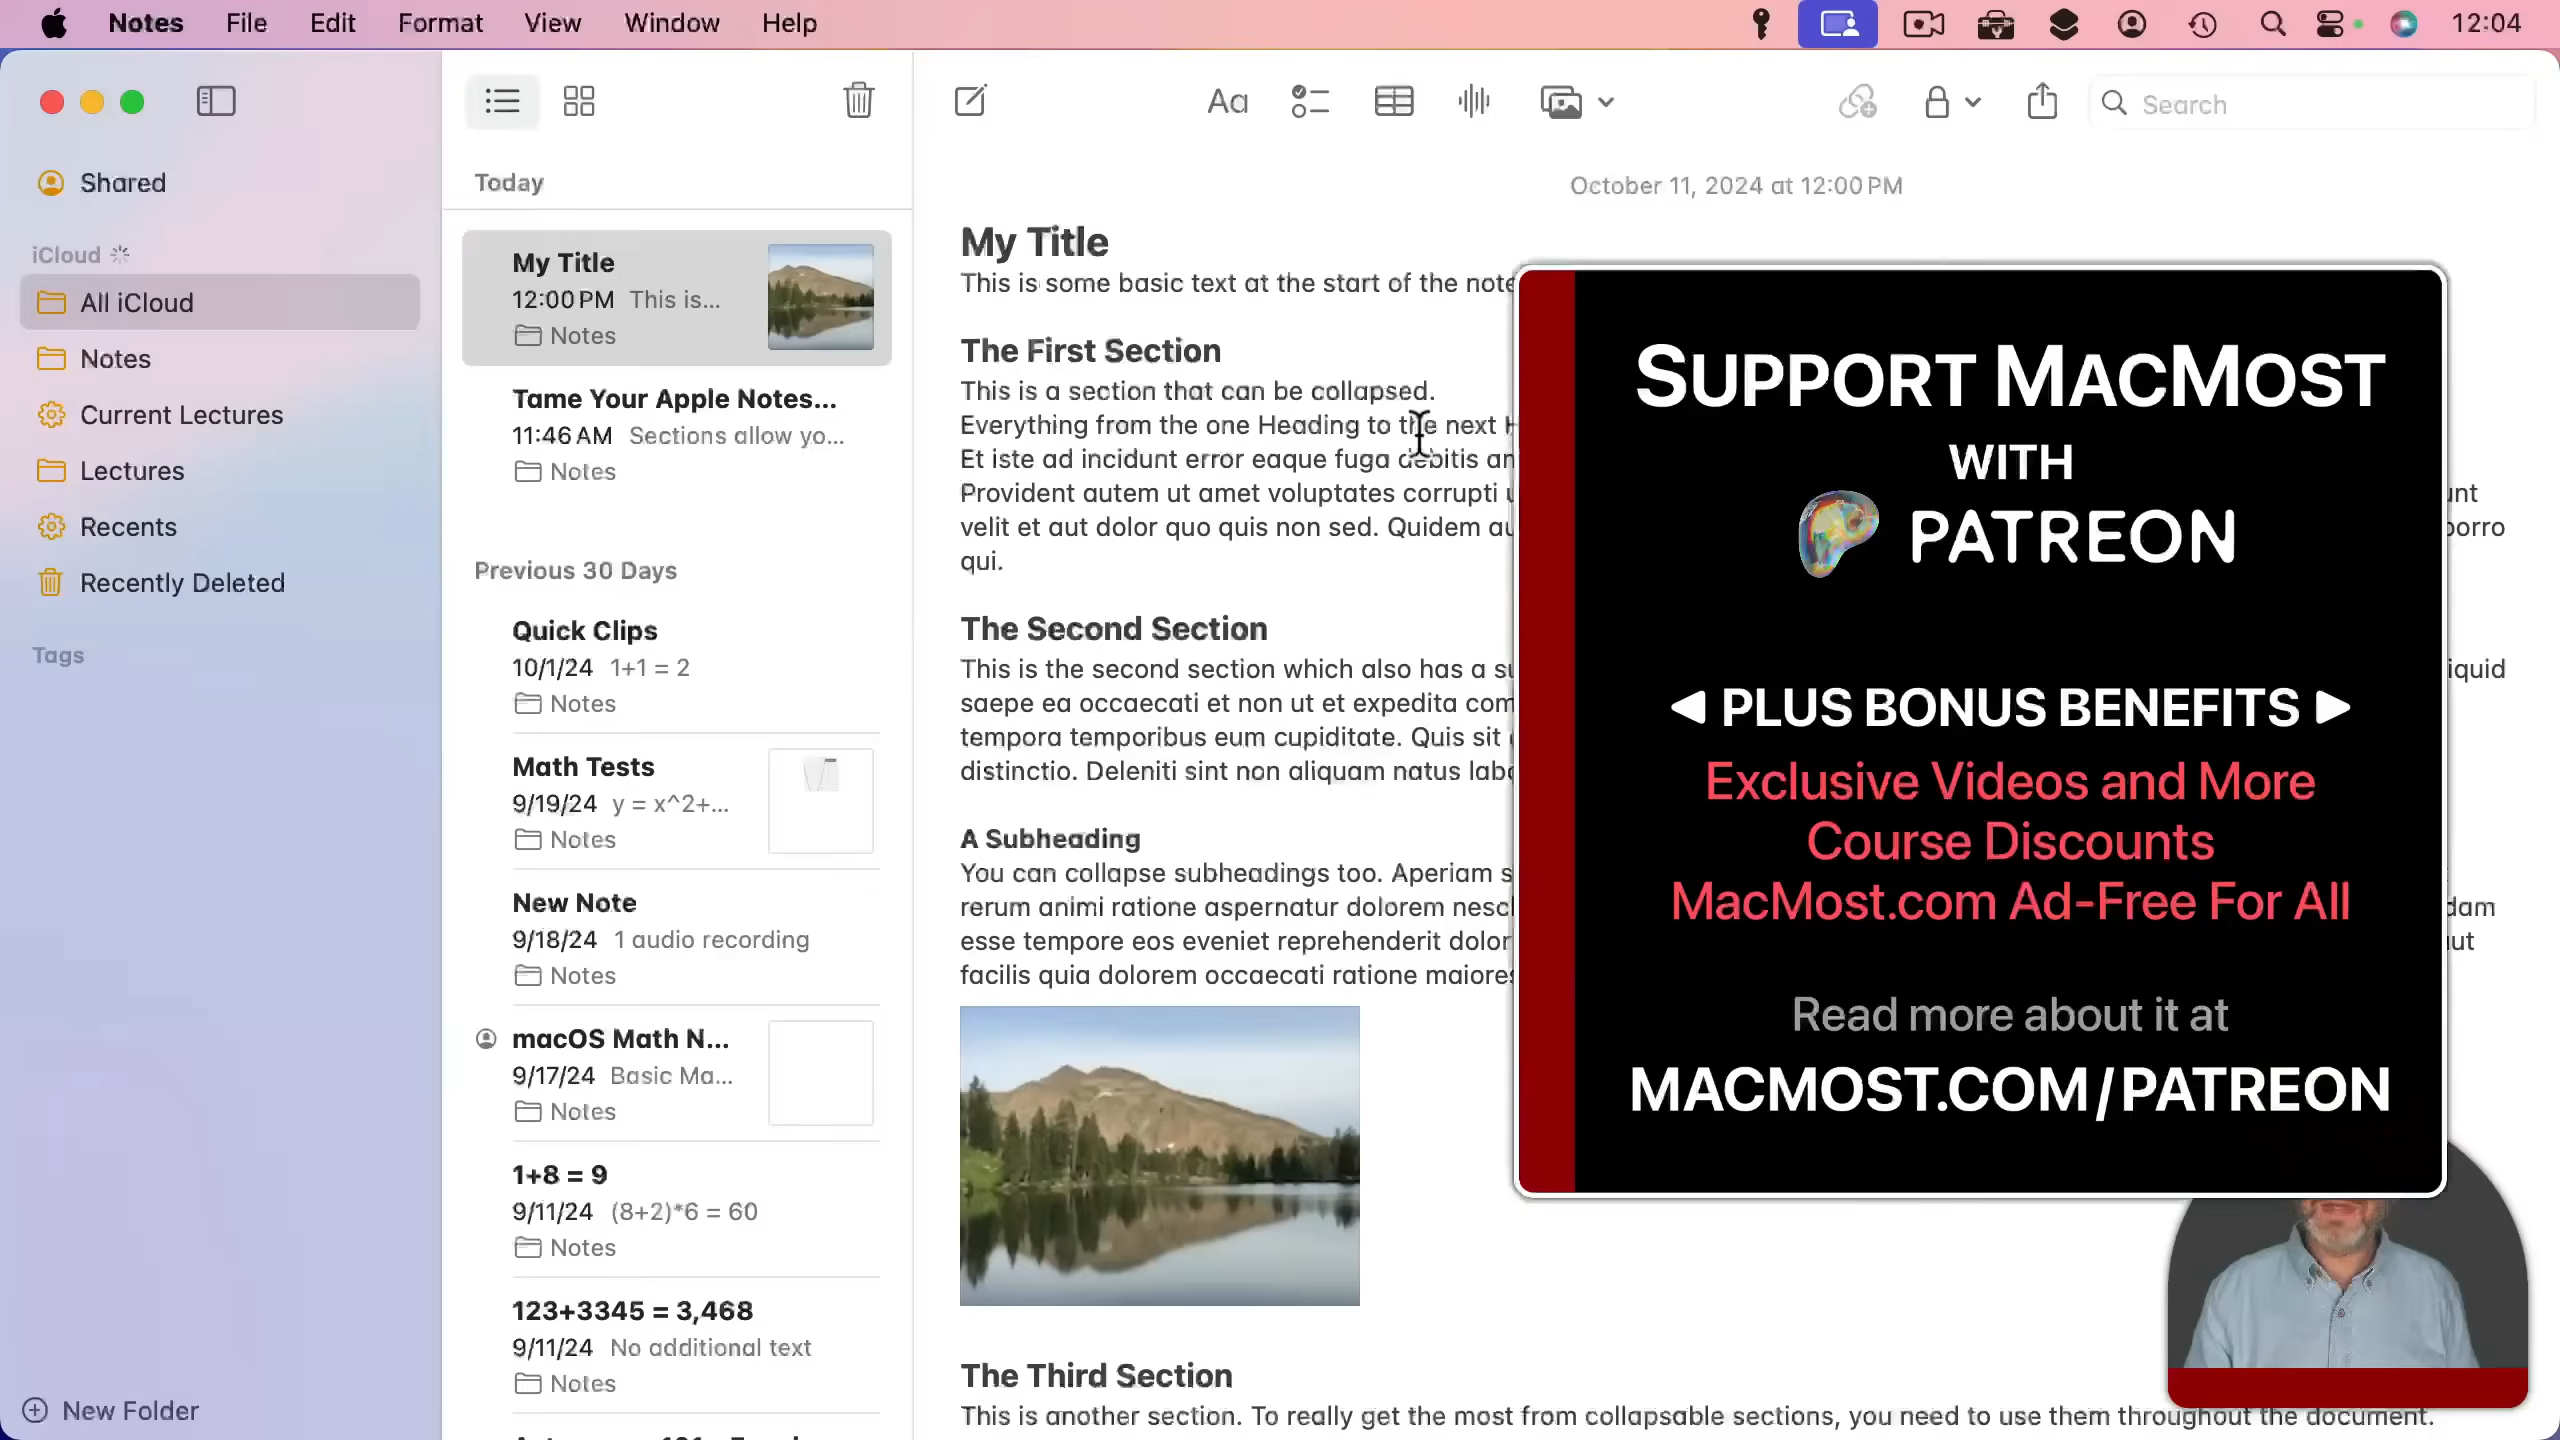 Notes File Edit Format View Window Help 12:04
Shared
iCloud
All iCloud
Notes
Current Lectures
Lectures
Recents
Recently Deleted
Tags
New Folder
Today
My Title
12:00 PM This is...
Notes
Tame Your Apple Notes...
11:46 AM Sections allow yo...
Notes
Previous 30 Days
Quick Clips
10/1/24 1+1 = 2
Notes
Math Tests
9/19/24 y = x^2+...
Notes
New Note
9/18/24 1 audio recording
Notes
macOS Math N...
9/17/24 Basic Ma...
Notes
1+8 = 9
9/11/24 (8+2)*6 = 60
Notes
123+3345 = 3,468
9/11/24 No additional text
Notes
Aa
Search
October 11, 2024 at 12:00 PM
My Title
This is some basic text at the start of the note
The First Section
This is a section that can be collapsed.
Everything from the one Heading to the next
Et iste ad incidunt error eaque fuga debitis
Provident autem ut amet voluptates corrupti
velit et aut dolor quo quis non sed. Quidem
qui.
The Second Section
This is the second section which also has a
saepe ea occaecati et non ut et expedita
tempora temporibus eum cupiditate. Quis sit
distinctio. Deleniti sint non aliquam natus
A Subheading
You can collapse subheadings too. Aperiam
rerum animi ratione aspernatur dolorem
esse tempore eos eveniet reprehenderit
facilis quia dolorem occaecati ratione
The Third Section
This is another section. To really get the most from collapsable sections, you need to use them throughout the document.
SUPPORT MACMOST
WITH
PATREON
◀ PLUS BONUS BENEFITS ▶
Exclusive Videos and More
Course Discounts
MacMost.com Ad-Free For All
Read more about it at
MACMOST.COM/PATREON